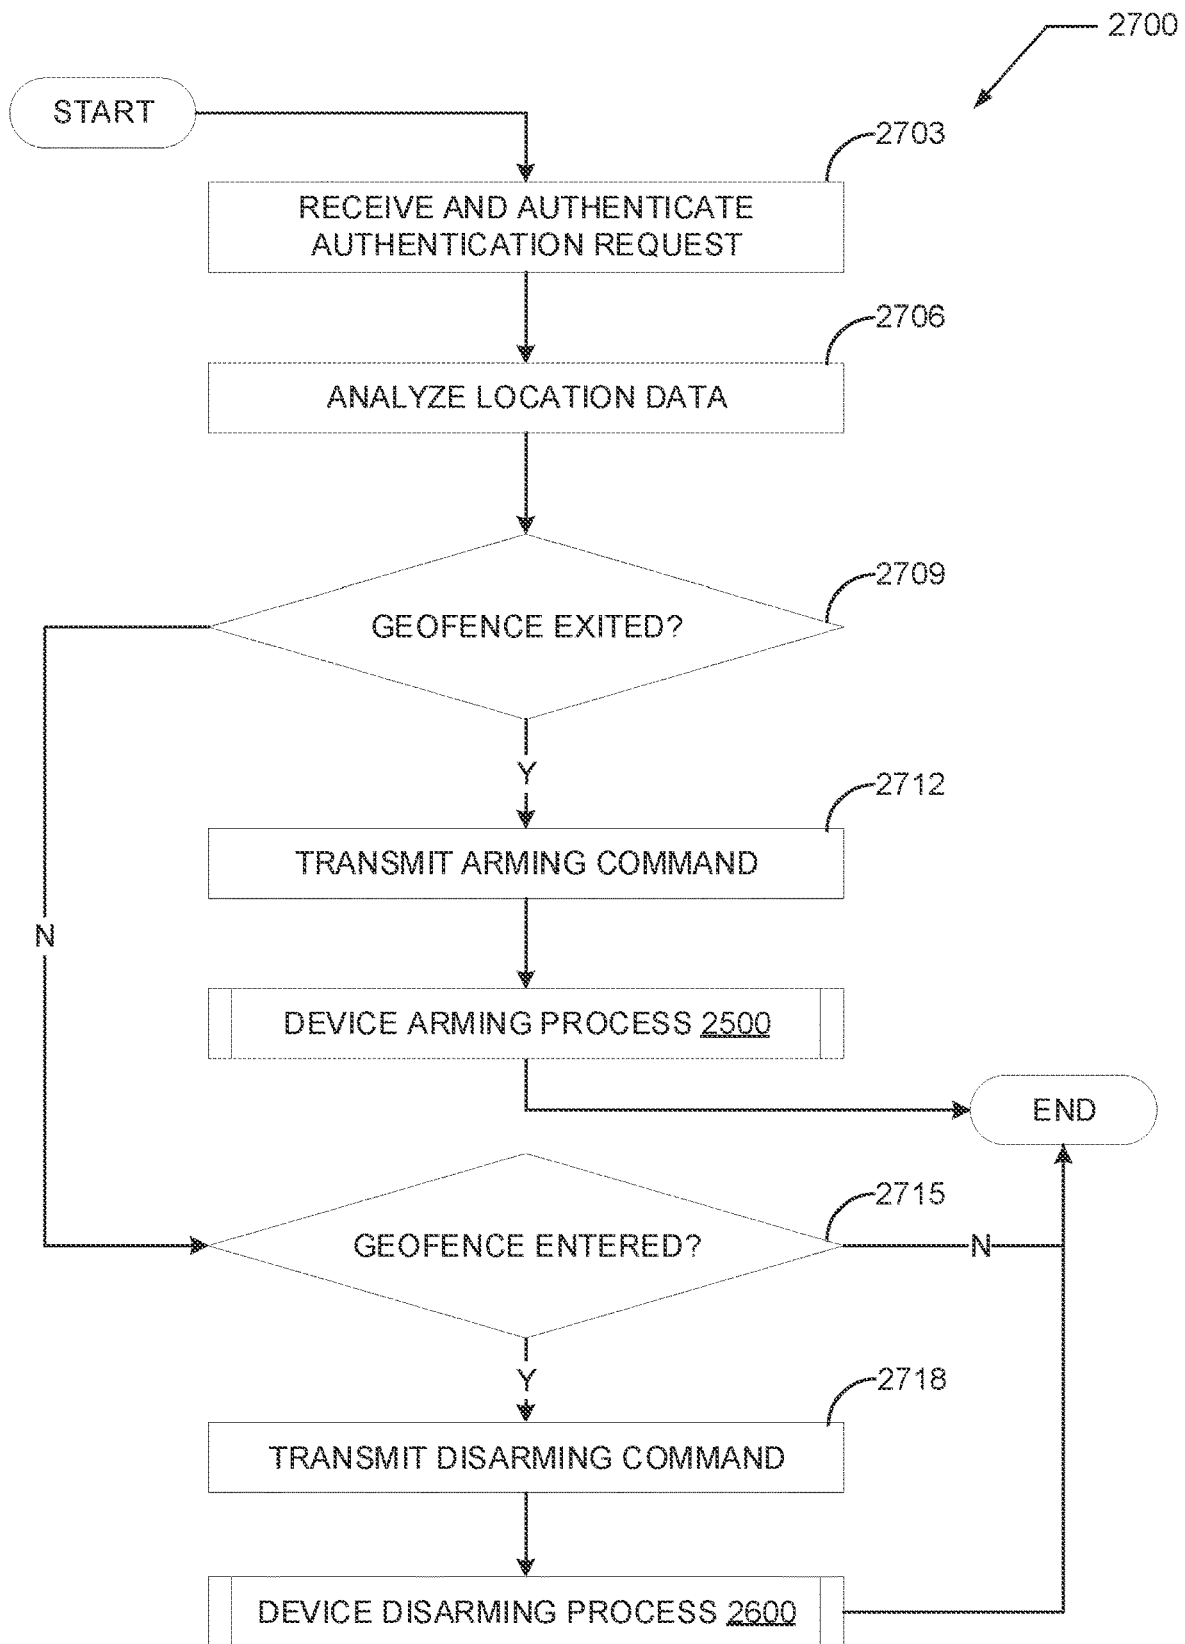 2700
START
2703
RECEIVE AND AUTHENTICATE
AUTHENTICATION REQUEST
2706
ANALYZE LOCATION DATA
2709
GEOFENCE EXITED?
Y
2712
TRANSMIT ARMING COMMAND
N
DEVICE ARMING PROCESS 2500
END
2715
GEOFENCE ENTERED?
N
Y
2718
TRANSMIT DISARMING COMMAND
DEVICE DISARMING PROCESS 2600